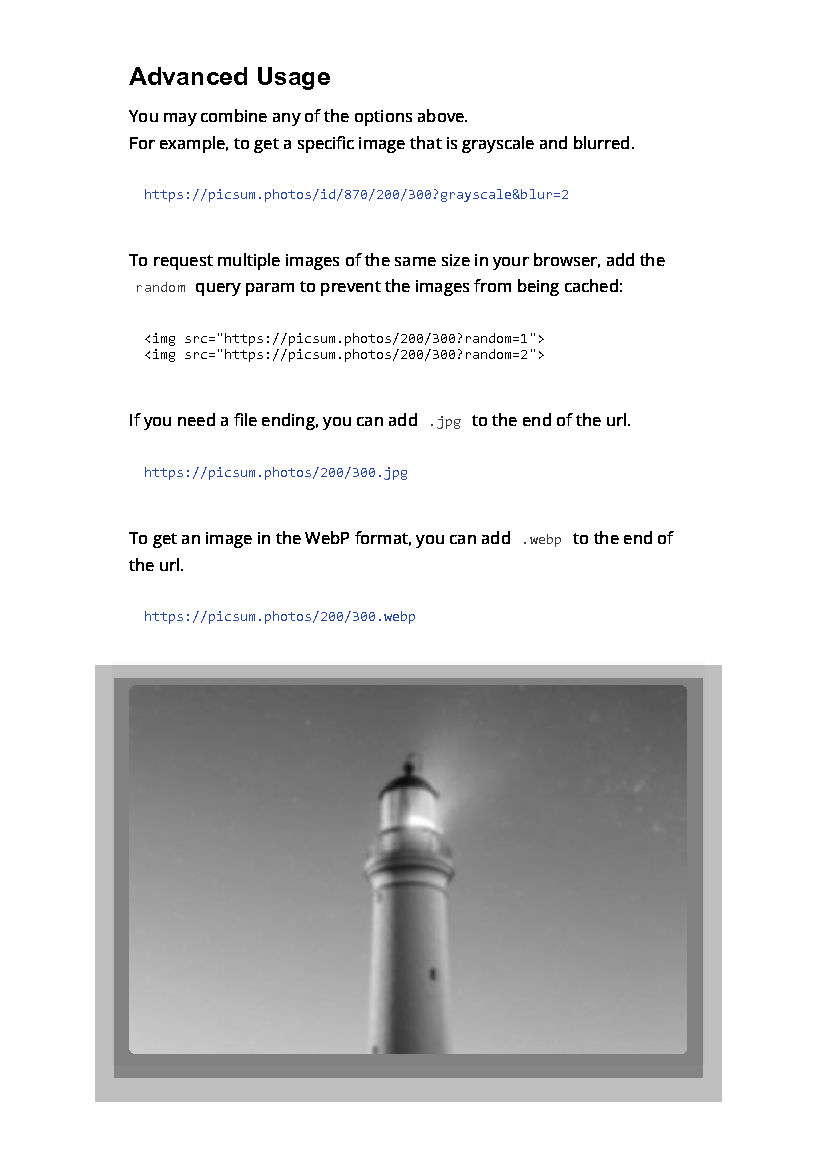 Advanced Usage
You may combine any of the options above.
For example, to get a specific image that is grayscale and blurred.
https://picsum.photos/id/870/200/300?grayscale&blur=2
To request multiple images of the same size in your browser, add the
random query param to prevent the images from being cached:
<img src="https://picsum.photos/200/300?random=1">
<img src="https://picsum.photos/200/300?random=2">
If you need a file ending, you can add .jpg to the end of the url.
https://picsum.photos/200/300.jpg
To get an image in the WebP format, you can add .webp to the end of
the url.
https://picsum.photos/200/300.webp